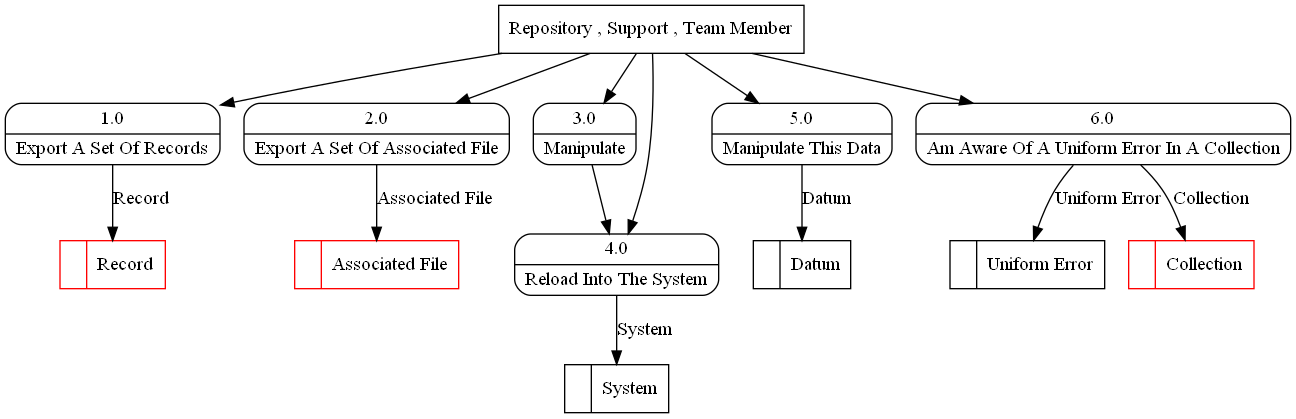 Repository , Support , Team Member
1.0
Export A Set Of Records
2.0
Export A Set Of Associated File
3.0
Manipulate
5.0
Manipulate This Data
6.0
Am Aware Of A Uniform Error In A Collection
Record
Associated File
Datum
Uniform Error
Collection
4.0
Reload Into The System
Record
Associated File
Datum
Uniform Error
Collection
System
System